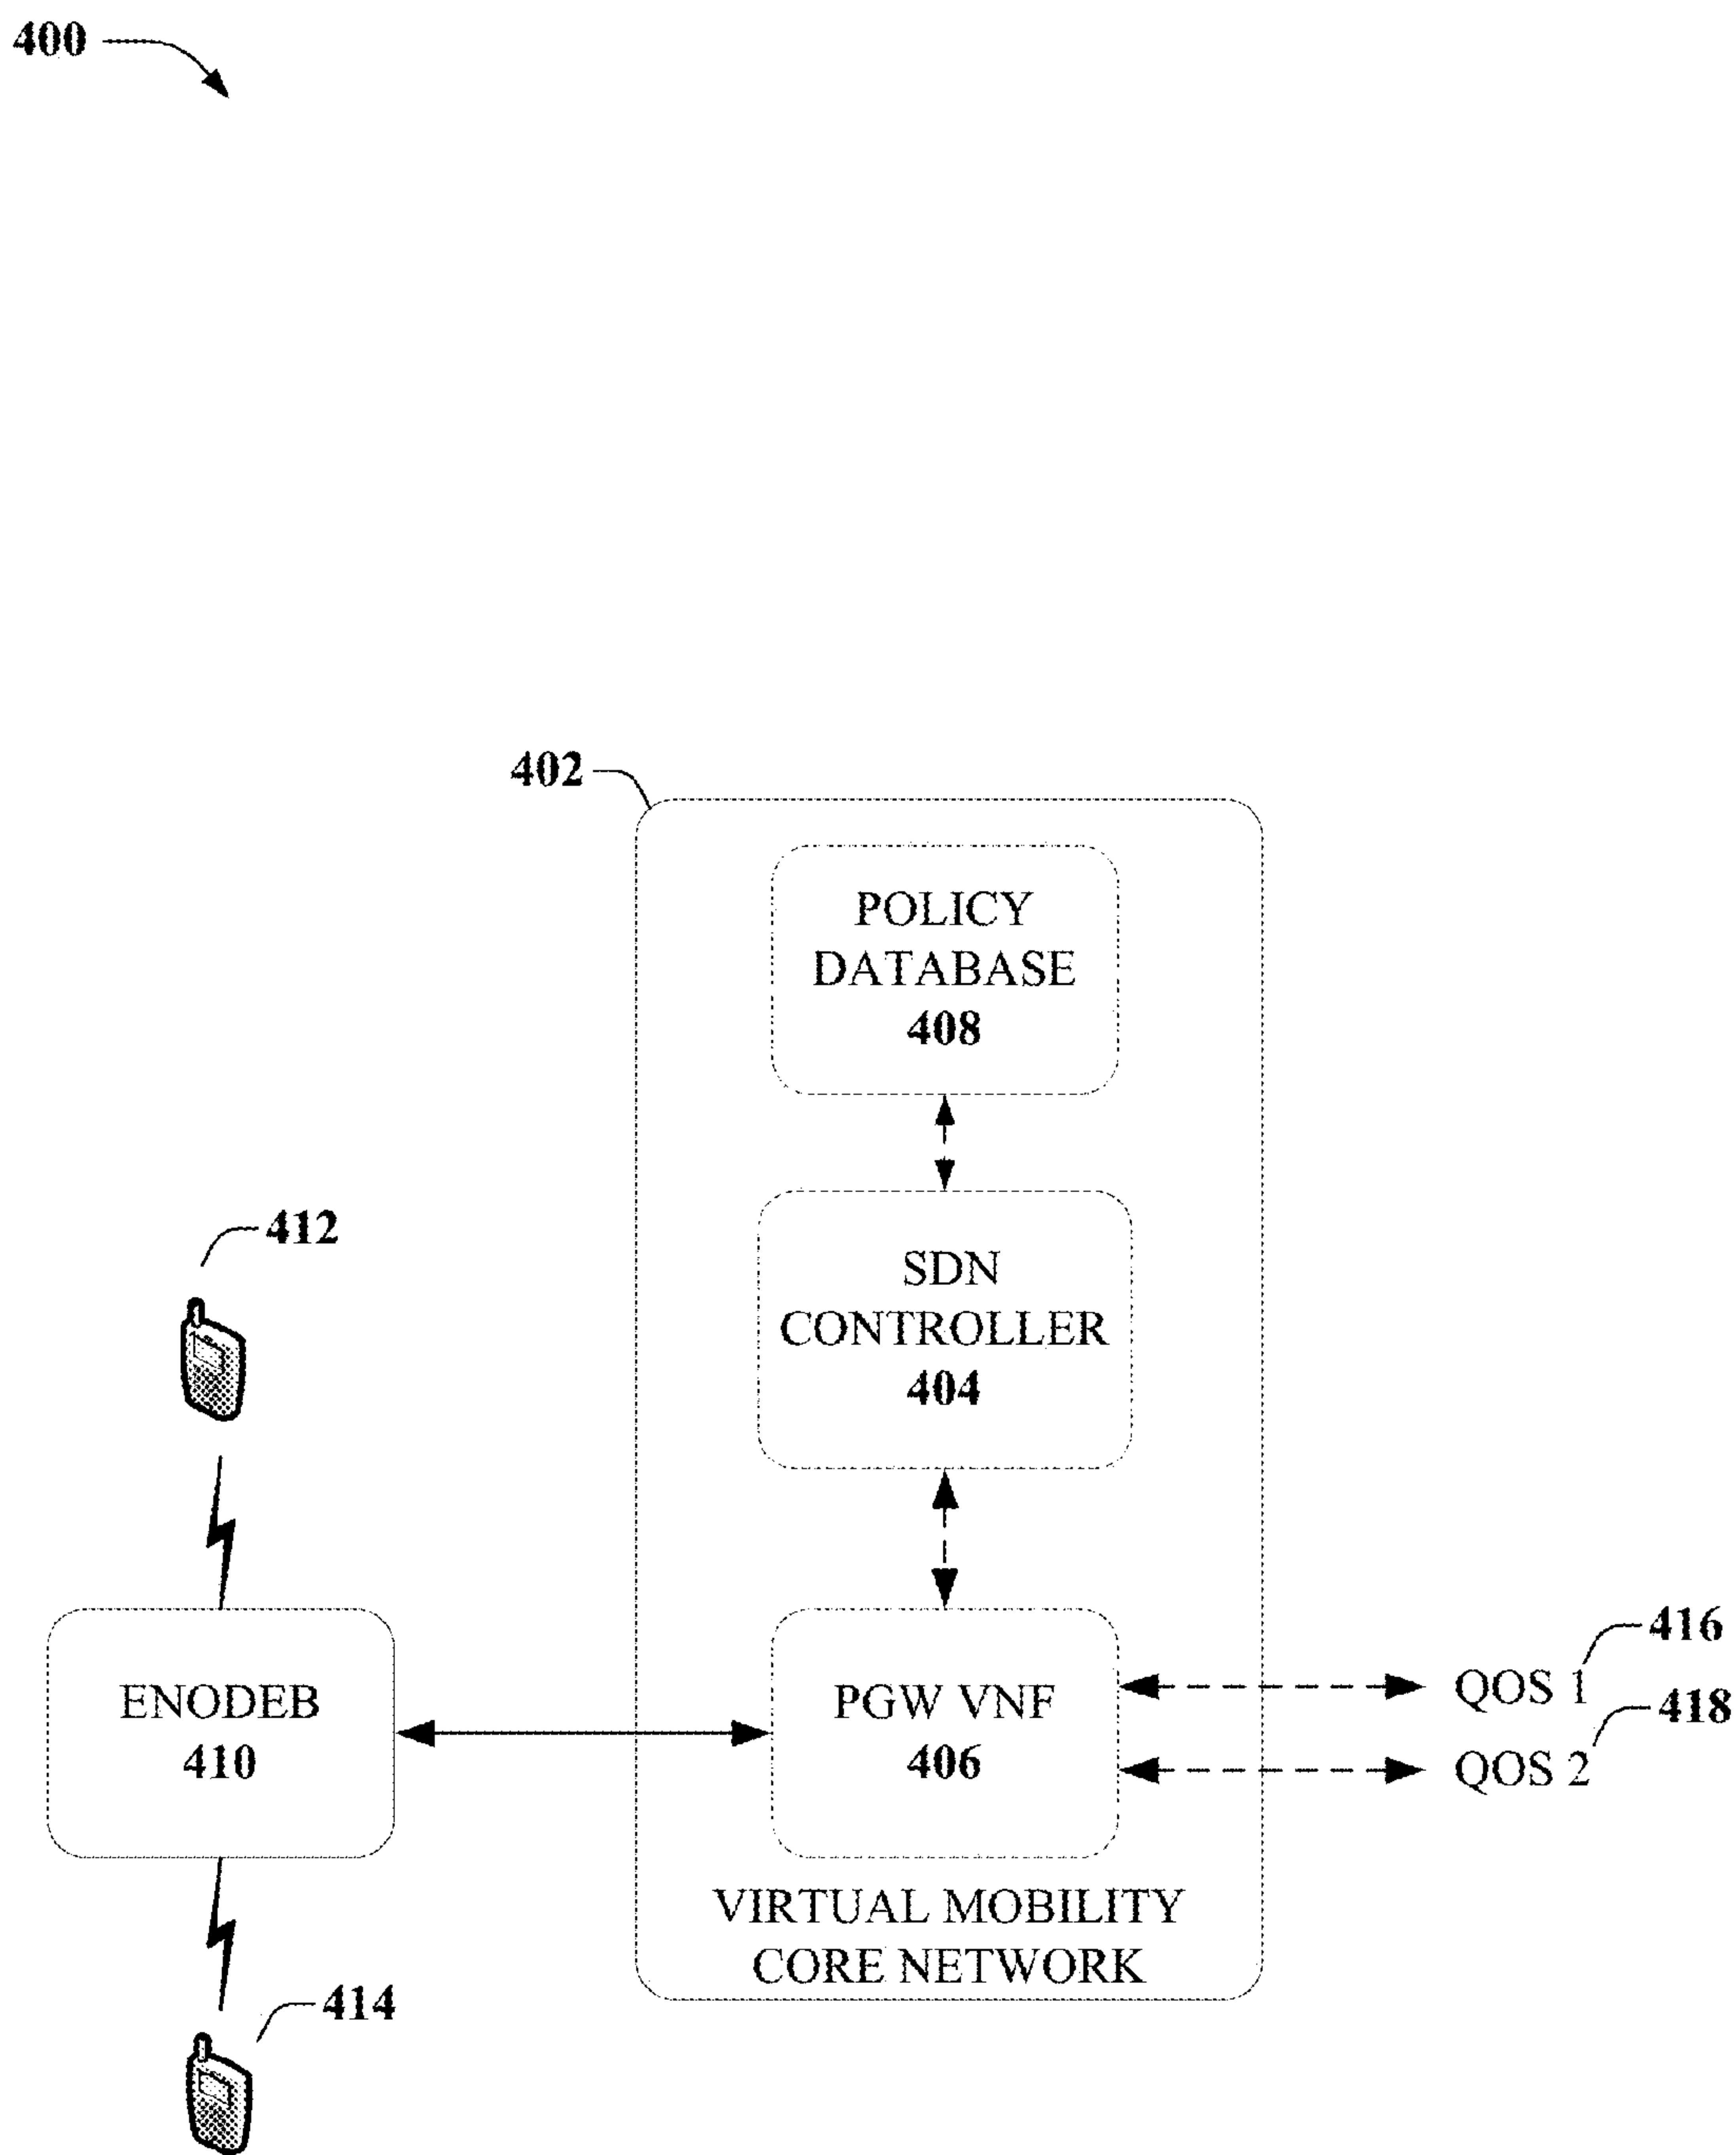 400
402
POLICY
DATABASE
408
412
SDN
CONTROLLER
404
416
ENODEB
410
PGW VNF
406
QOS 1
418
QOS 2
VIRTUAL MOBILITY
CORE NETWORK
414